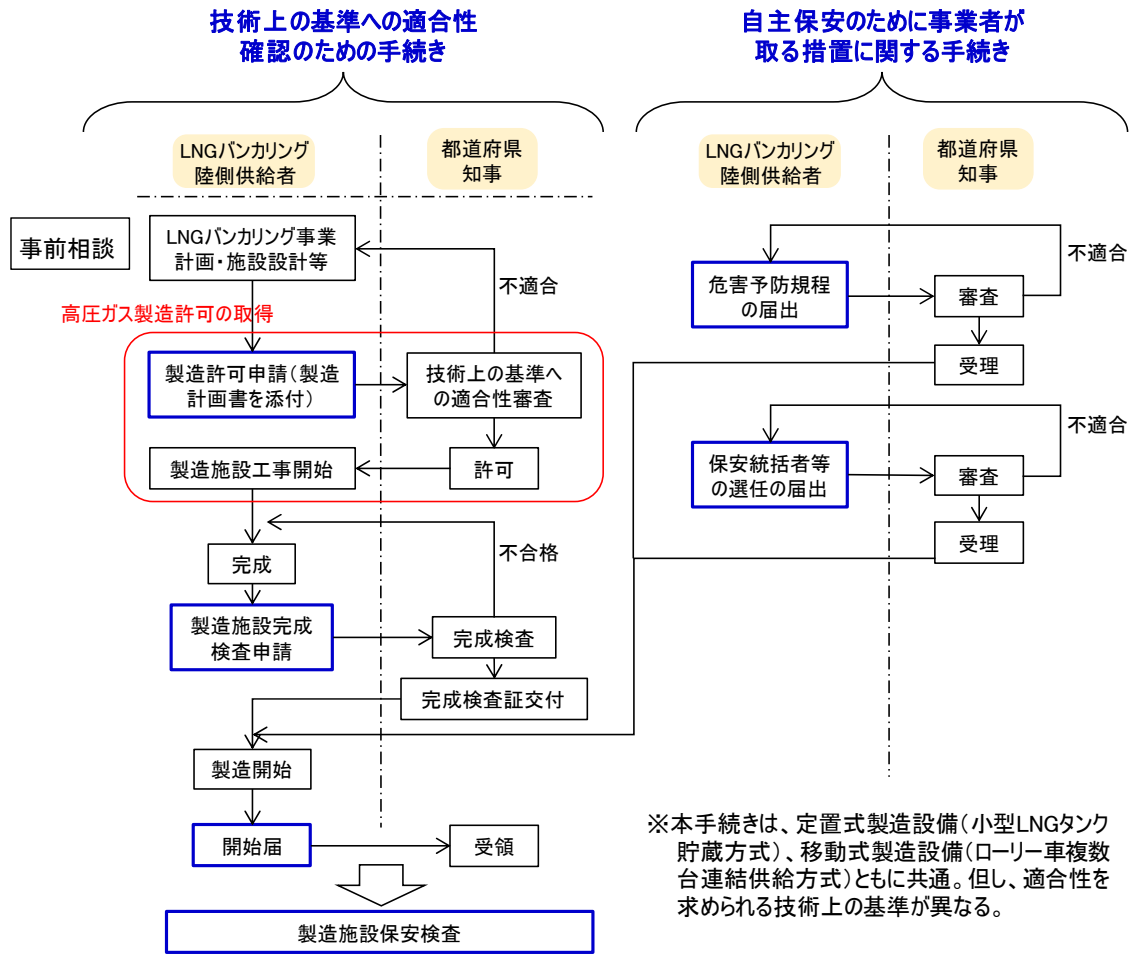 技術上の基準への適合性
確認のための手続き
LNGバンカリング
陸側供給者
都道府県
知事
事前相談
LNGバンカリング事業
計画・施設設計等
不適合
高圧ガス製造許可の取得
製造許可申請(製造
計画書を添付)
技術上の基準へ
の適合性審査
製造施設工事開始
許可
不合格
完成
製造施設完成
検査申請
完成検査
完成検査証交付
製造開始
開始届
受領
製造施設保安検査
自主保安のために事業者が
取る措置に関する手続き
LNGバンカリング
陸側供給者
都道府県
知事
不適合
危害予防規程
の届出
審査
受理
不適合
保安統括者等
の選任の届出
審査
受理
※本手続きは、定置式製造設備(小型LNGタンク
貯蔵方式)、移動式製造設備(ローリー車複数
台連結供給方式)ともに共通。但し、適合性を
求められる技術上の基準が異なる。